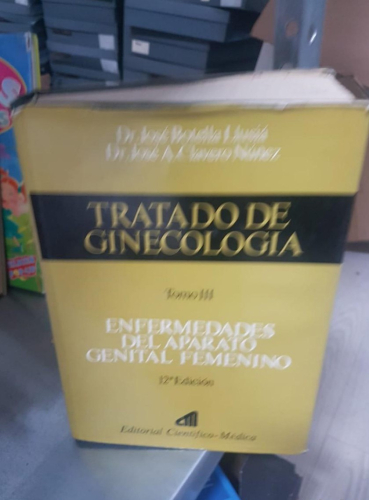 Dr. José Botella Llusiá
Dr. José A. Clavero Núñez
TRATADO DE
GINECOLOGIA
Tomo III
ENFERMEDADES
DEL APARATO
GENITAL FEMENINO
12ª Edición
Editorial Científico-Médica